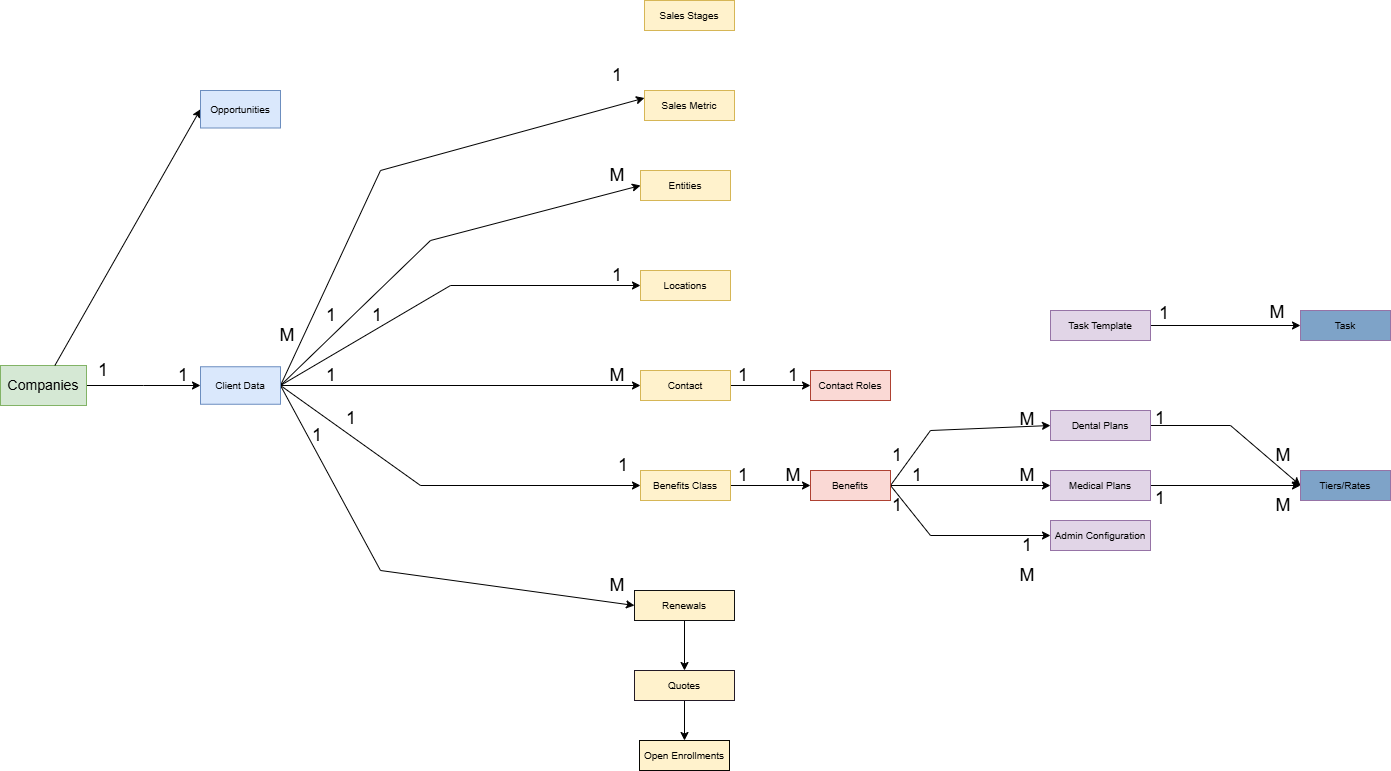 Sales Stages
1
Opportunities
Sales Metric
M
Entities
1
Locations
1
1
M
Task Template
1
M
Task
Companies
1
1
Client Data
1
M
Contact
1
1
Contact Roles
1
M
Dental Plans
1
1
1
M
Benefits Class
1
M
Benefits
1
1
M
Medical Plans
1
M
M
Tiers/Rates
1
Admin Configuration
1
M
M
Renewals
Quotes
Open Enrollments